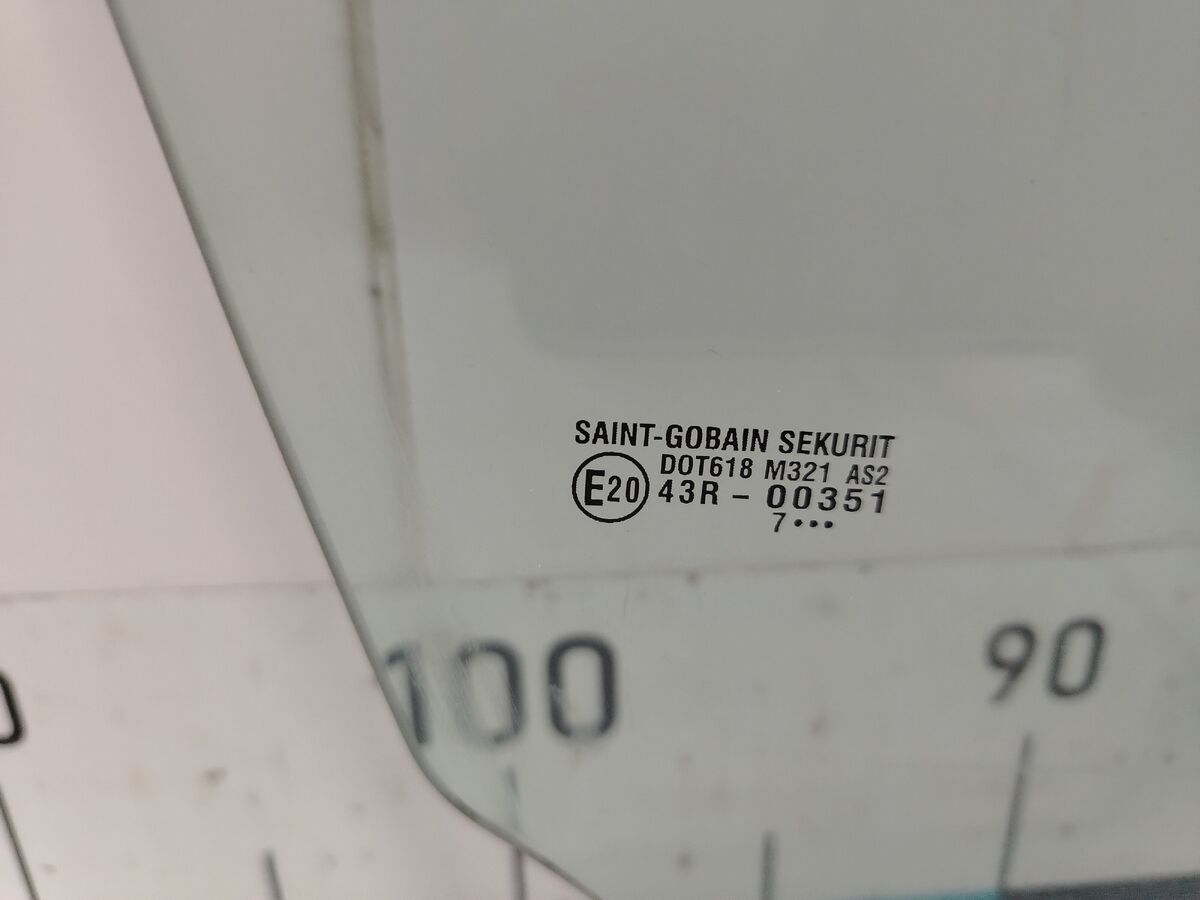 SAINT-GOBAIN SEKURIT
DOT618 M321 AS2
E20 43R - 00351
7•••
100 90